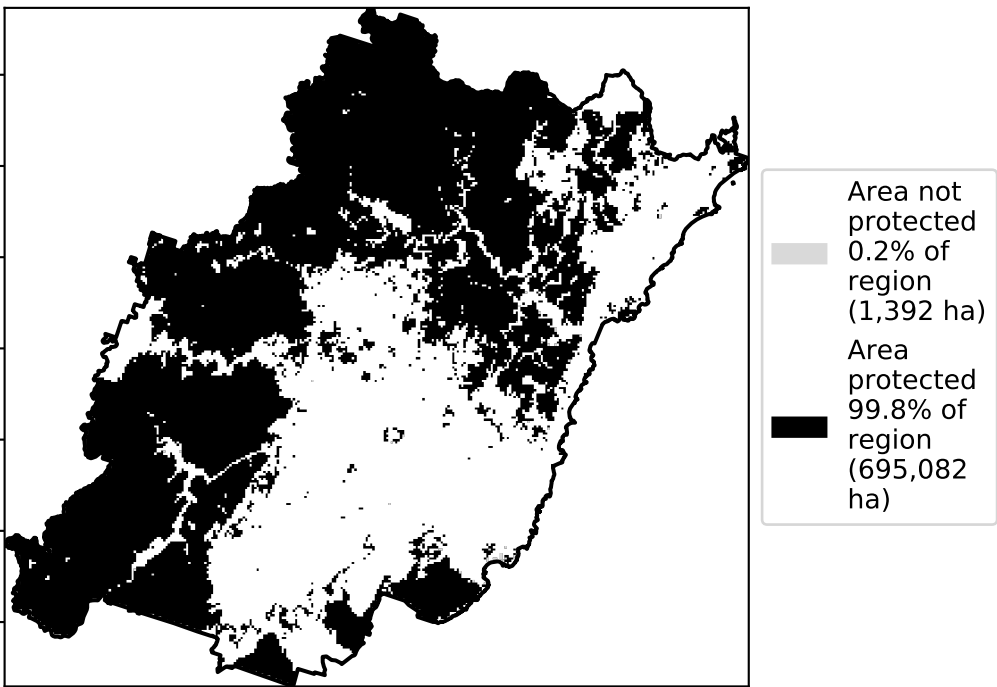 Area not
protected
0.2% of
region
(1,392 ha)
Area
protected
99.8% of
region
(695,082
ha)